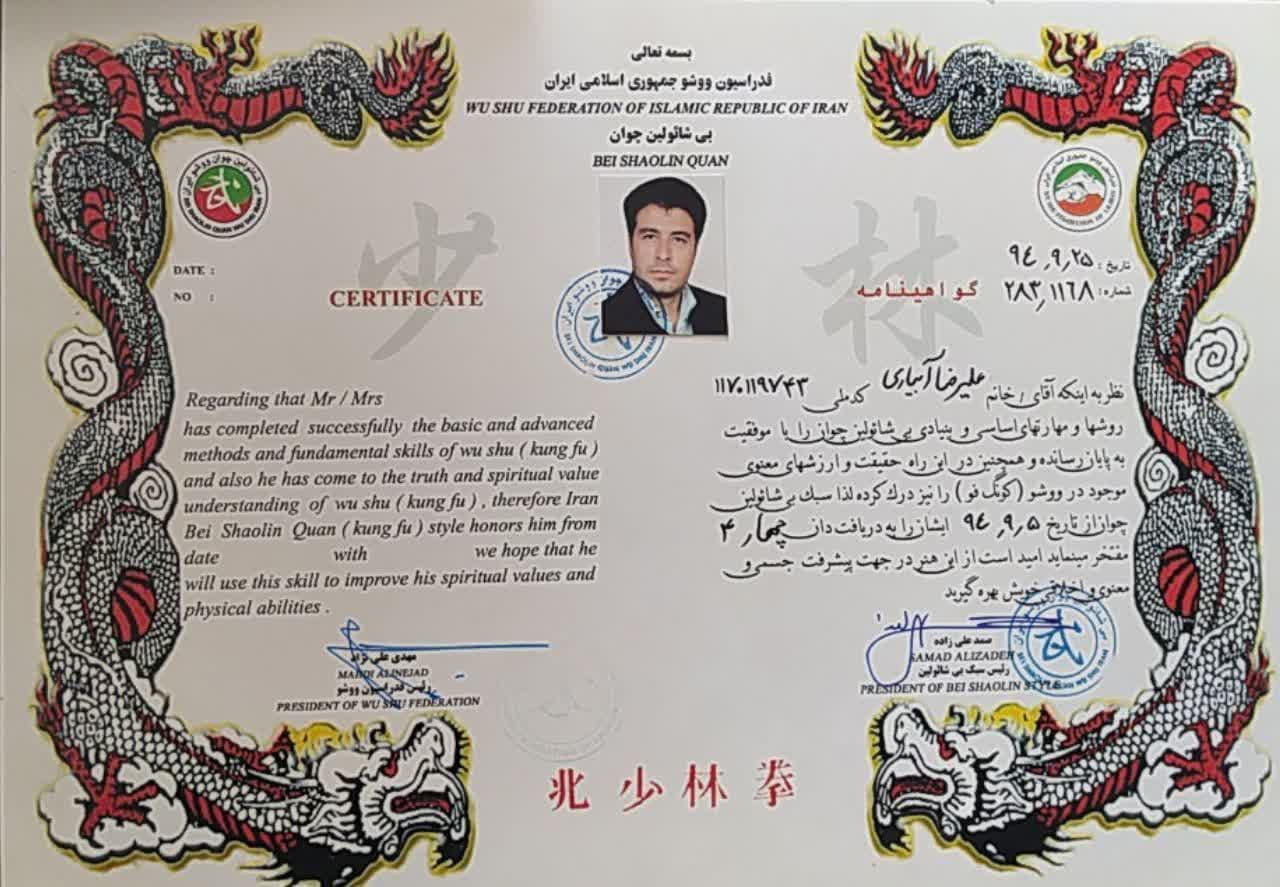 بسمه تعالی
فدراسیون ووشو جمهوری اسلامی ایران
WU SHU FEDERATION OF ISLAMIC REPUBLIC OF IRAN
بی شائولین چوان
BEI SHAOLIN QUAN
少 林
DATE :
NO :
CERTIFICATE
Regarding that Mr / Mrs
has completed successfully the basic and advanced
methods and fundamental skills of wu shu ( kung fu )
and also he has come to the truth and spiritual value
understanding of wu shu ( kung fu ) , therefore Iran
Bei Shaolin Quan ( kung fu ) style honors him from
date with we hope that he
will use this skill to improve his spiritual values and
physical abilities .
مهدی علی نژاد
MAHDI ALINEJAD
رئیس فدراسیون ووشو
PRESIDENT OF WU SHU FEDERATION
تاریخ : ۹۴,۹,۲۵
شماره : ۲۸۳,۱۱۶۸
گواهینامه
نظر به اینکه آقای / خانم علیرضا آبیاری کد ملی ۱۱۷۰۱۱۹۷۴۳
روشها و مهارتهای اساسی و بنیادی بی شائولین چوان را با موفقیت
به پایان رسانده و همچنین در این راه حقیقت و ارزشهای معنوی
موجود در ووشو (کونگ فو) را نیز درک کرده لذا سبک بی شائولین
چوان از تاریخ ۹۴,۹,۵ ایشان را به دریافت دان چهار ۴
مفتخر مینماید امید است از این هنر در جهت پیشرفت جسمی و
معنوی و اخلاقی خویش بهره گیرید
صمد علی زاده
SAMAD ALIZADEH
رئیس سبک بی شائولین
PRESIDENT OF BEI SHAOLIN STYLE
北 少 林 拳